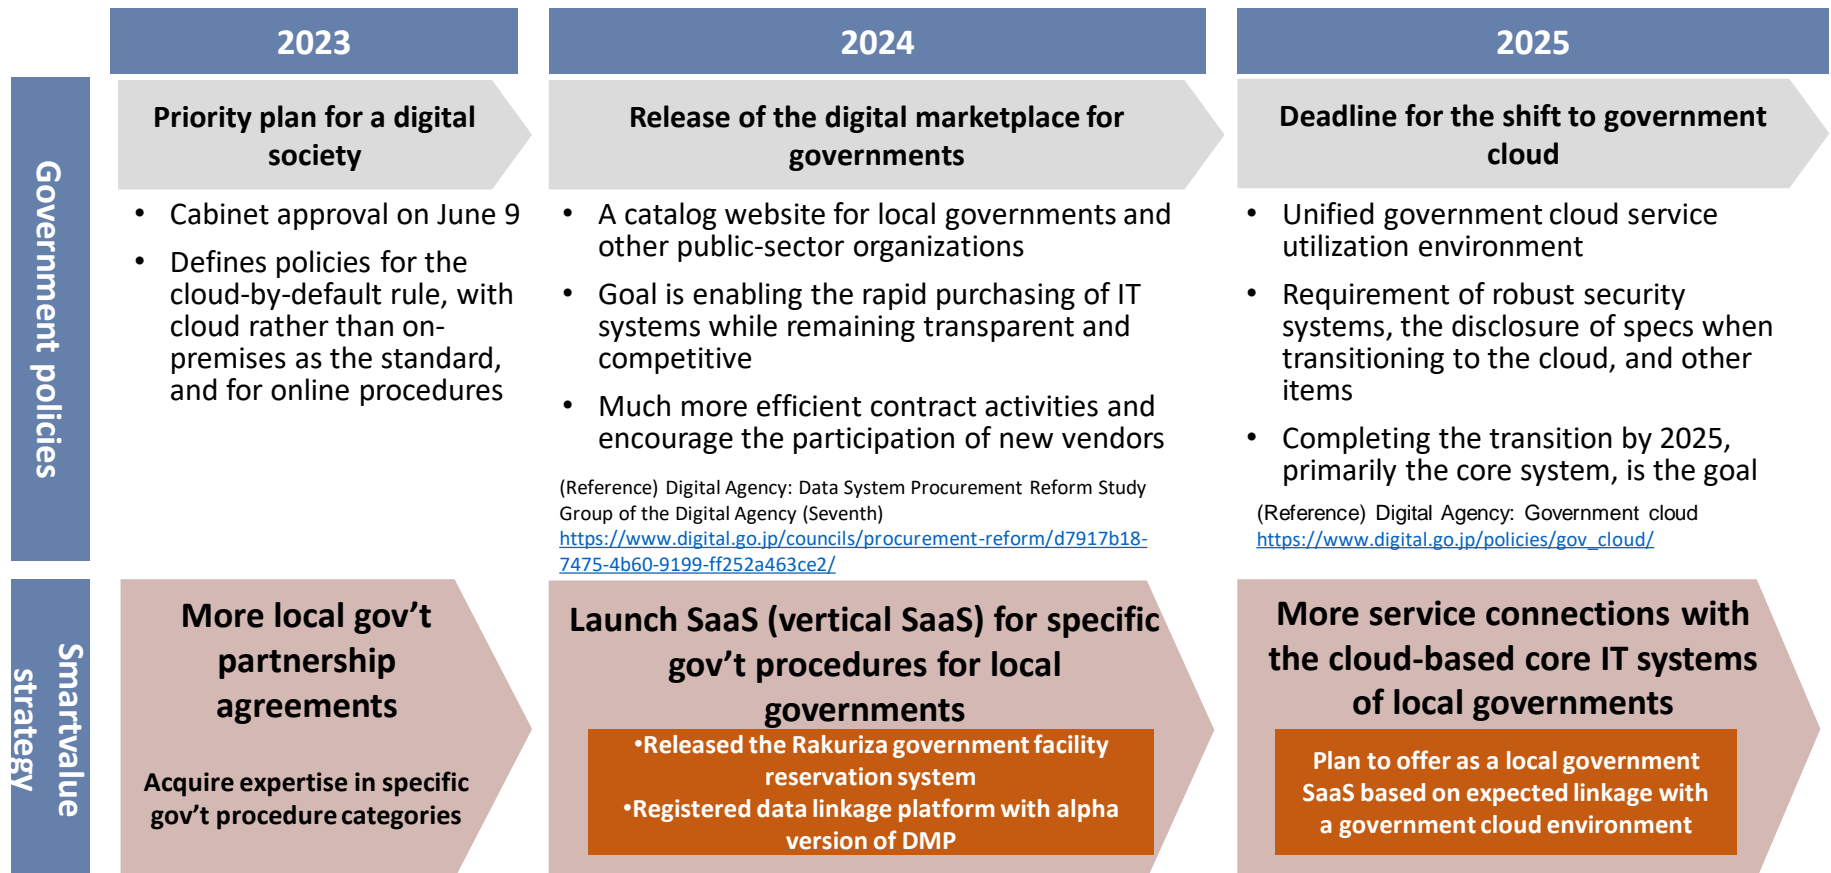 2023
2024
2025
Government policies
Priority plan for a digital
society
• Cabinet approval on June 9
• Defines policies for the
cloud-by-default rule, with
cloud rather than on-
premises as the standard,
and for online procedures
Release of the digital marketplace for
governments
• A catalog website for local governments and
other public-sector organizations
• Goal is enabling the rapid purchasing of IT
systems while remaining transparent and
competitive
• Much more efficient contract activities and
encourage the participation of new vendors
(Reference) Digital Agency: Data System Procurement Reform Study
Group of the Digital Agency (Seventh)
https://www.digital.go.jp/councils/procurement-reform/d7917b18-
7475-4b60-9199-ff252a463ce2/
Deadline for the shift to government
cloud
• Unified government cloud service
utilization environment
• Requirement of robust security
systems, the disclosure of specs when
transitioning to the cloud, and other
items
• Completing the transition by 2025,
primarily the core system, is the goal
(Reference) Digital Agency: Government cloud
https://www.digital.go.jp/policies/gov_cloud/
Smartvalue
strategy
More local gov’t
partnership
agreements
Acquire expertise in specific
gov’t procedure categories
Launch SaaS (vertical SaaS) for specific
gov’t procedures for local
governments
•Released the Rakuriza government facility
reservation system
•Registered data linkage platform with alpha
version of DMP
More service connections with
the cloud-based core IT systems
of local governments
Plan to offer as a local government
SaaS based on expected linkage with
a government cloud environment